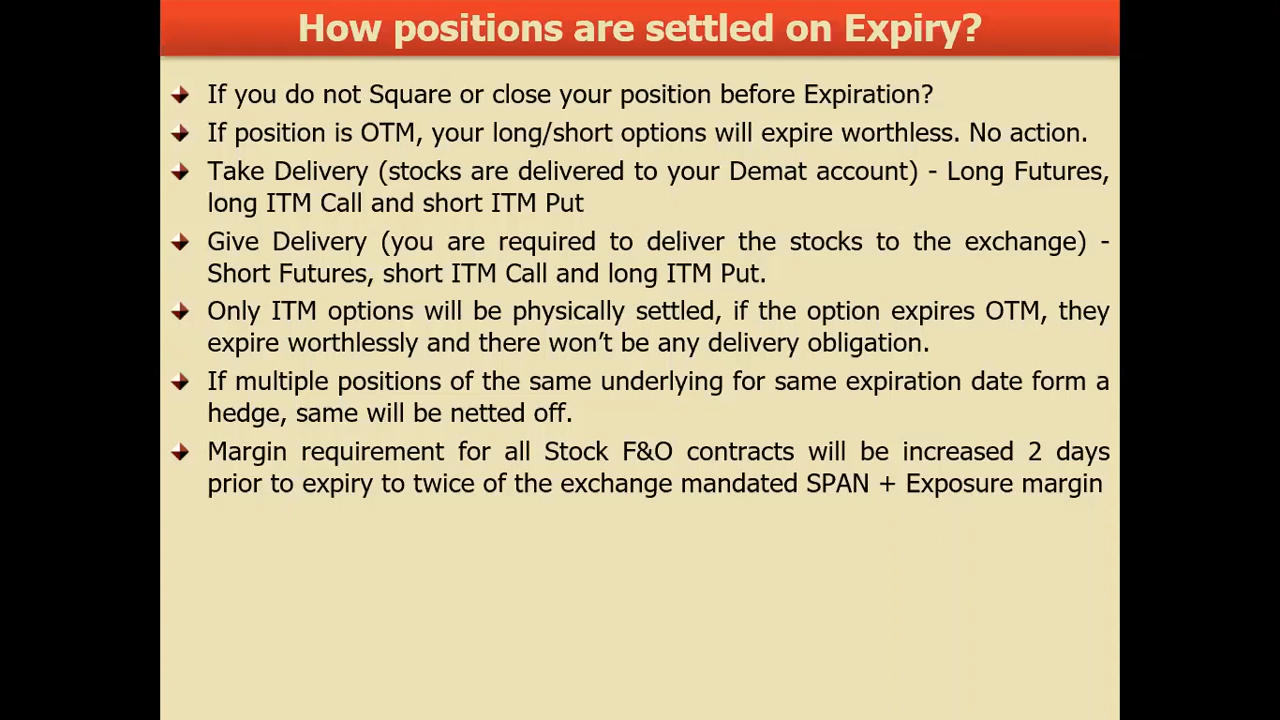 How positions are settled on Expiry?
If you do not Square or close your position before Expiration?
If position is OTM, your long/short options will expire worthless. No action.
Take Delivery (stocks are delivered to your Demat account) - Long Futures,
long ITM Call and short ITM Put
Give Delivery (you are required to deliver the stocks to the exchange) -
Short Futures, short ITM Call and long ITM Put.
Only ITM options will be physically settled, if the option expires OTM, they
expire worthlessly and there won't be any delivery obligation.
If multiple positions of the same underlying for same expiration date form a
hedge, same will be netted off.
Margin requirement for all Stock F&O contracts will be increased 2 days
prior to expiry to twice of the exchange mandated SPAN + Exposure margin